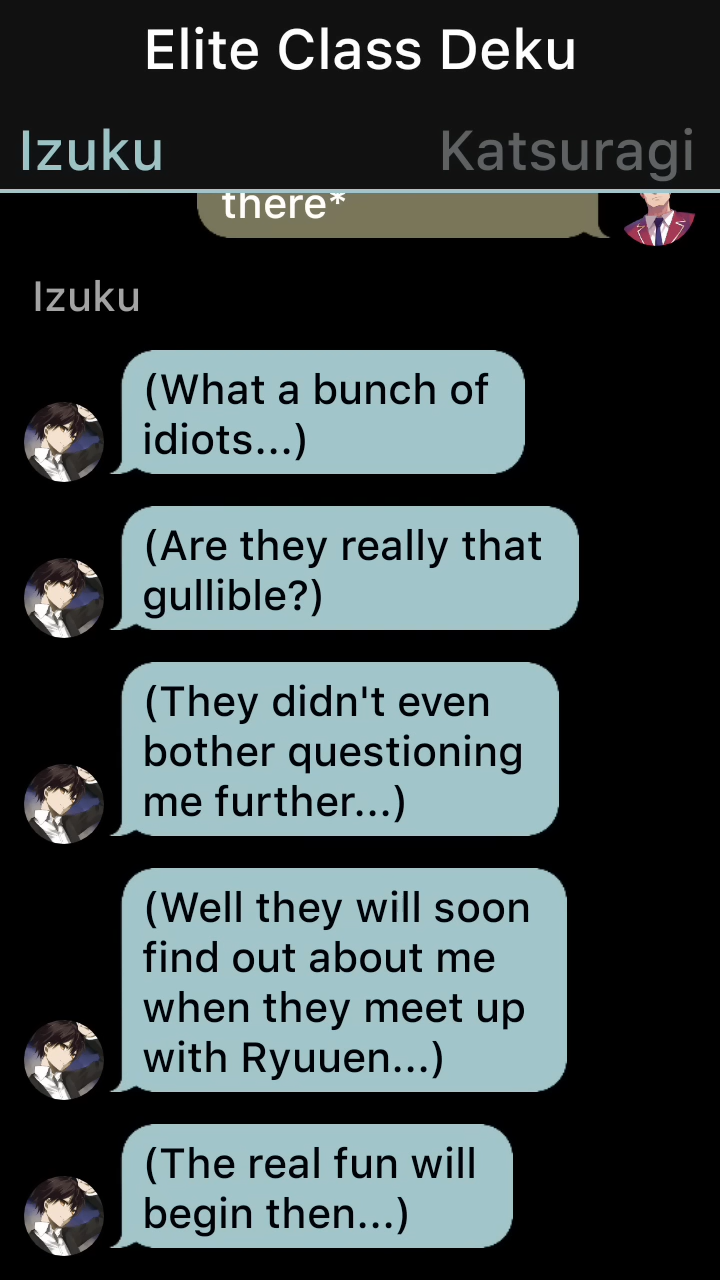 Elite Class Deku
Izuku
Katsuragi
there*
Izuku
(What a bunch of
idiots...)
(Are they really that
gullible?)
(They didn't even
bother questioning
me further...)
(Well they will soon
find out about me
when they meet up
with Ryuuen...)
(The real fun will
begin then...)